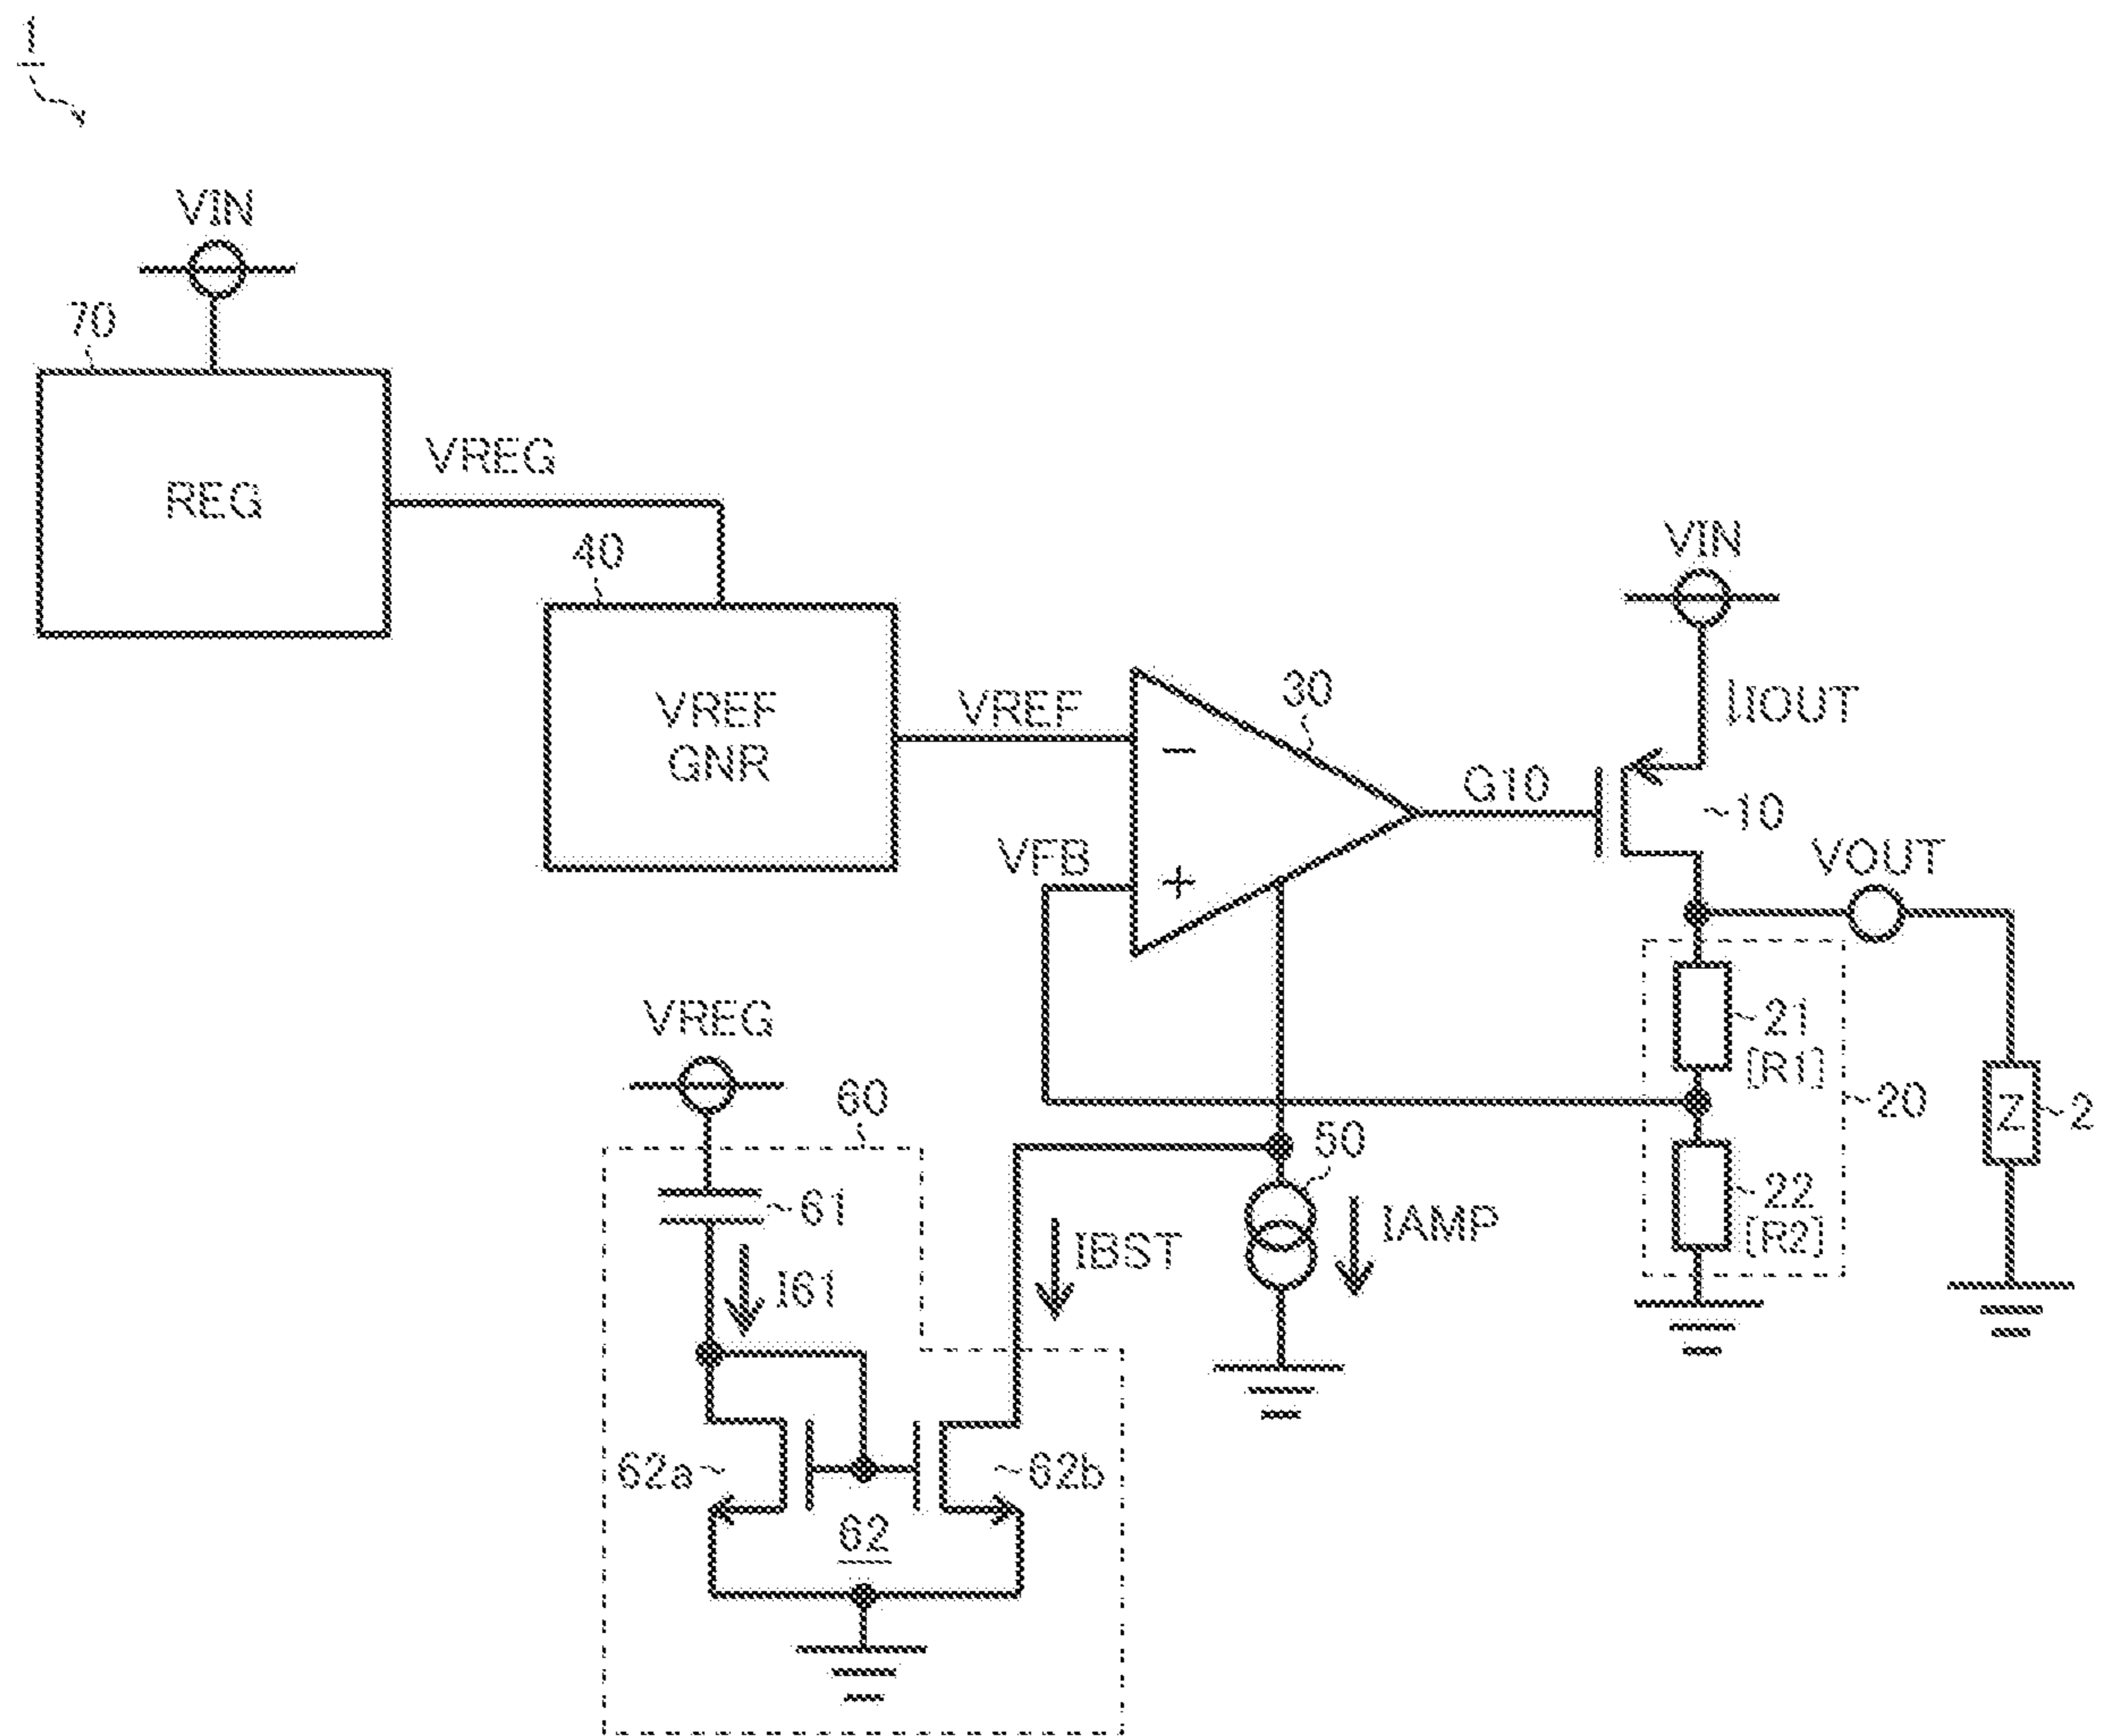 1
VIN
70
REG
VREG
40
VREF
GNR
VREF
30
VIN
IOUT
G10
~10
VFB
VOUT
-
+
~21
[R1]
~20
Z
~2
~22
[R2]
VREG
60
~61
I61
IBST
50
IAMP
62a~
~62b
62